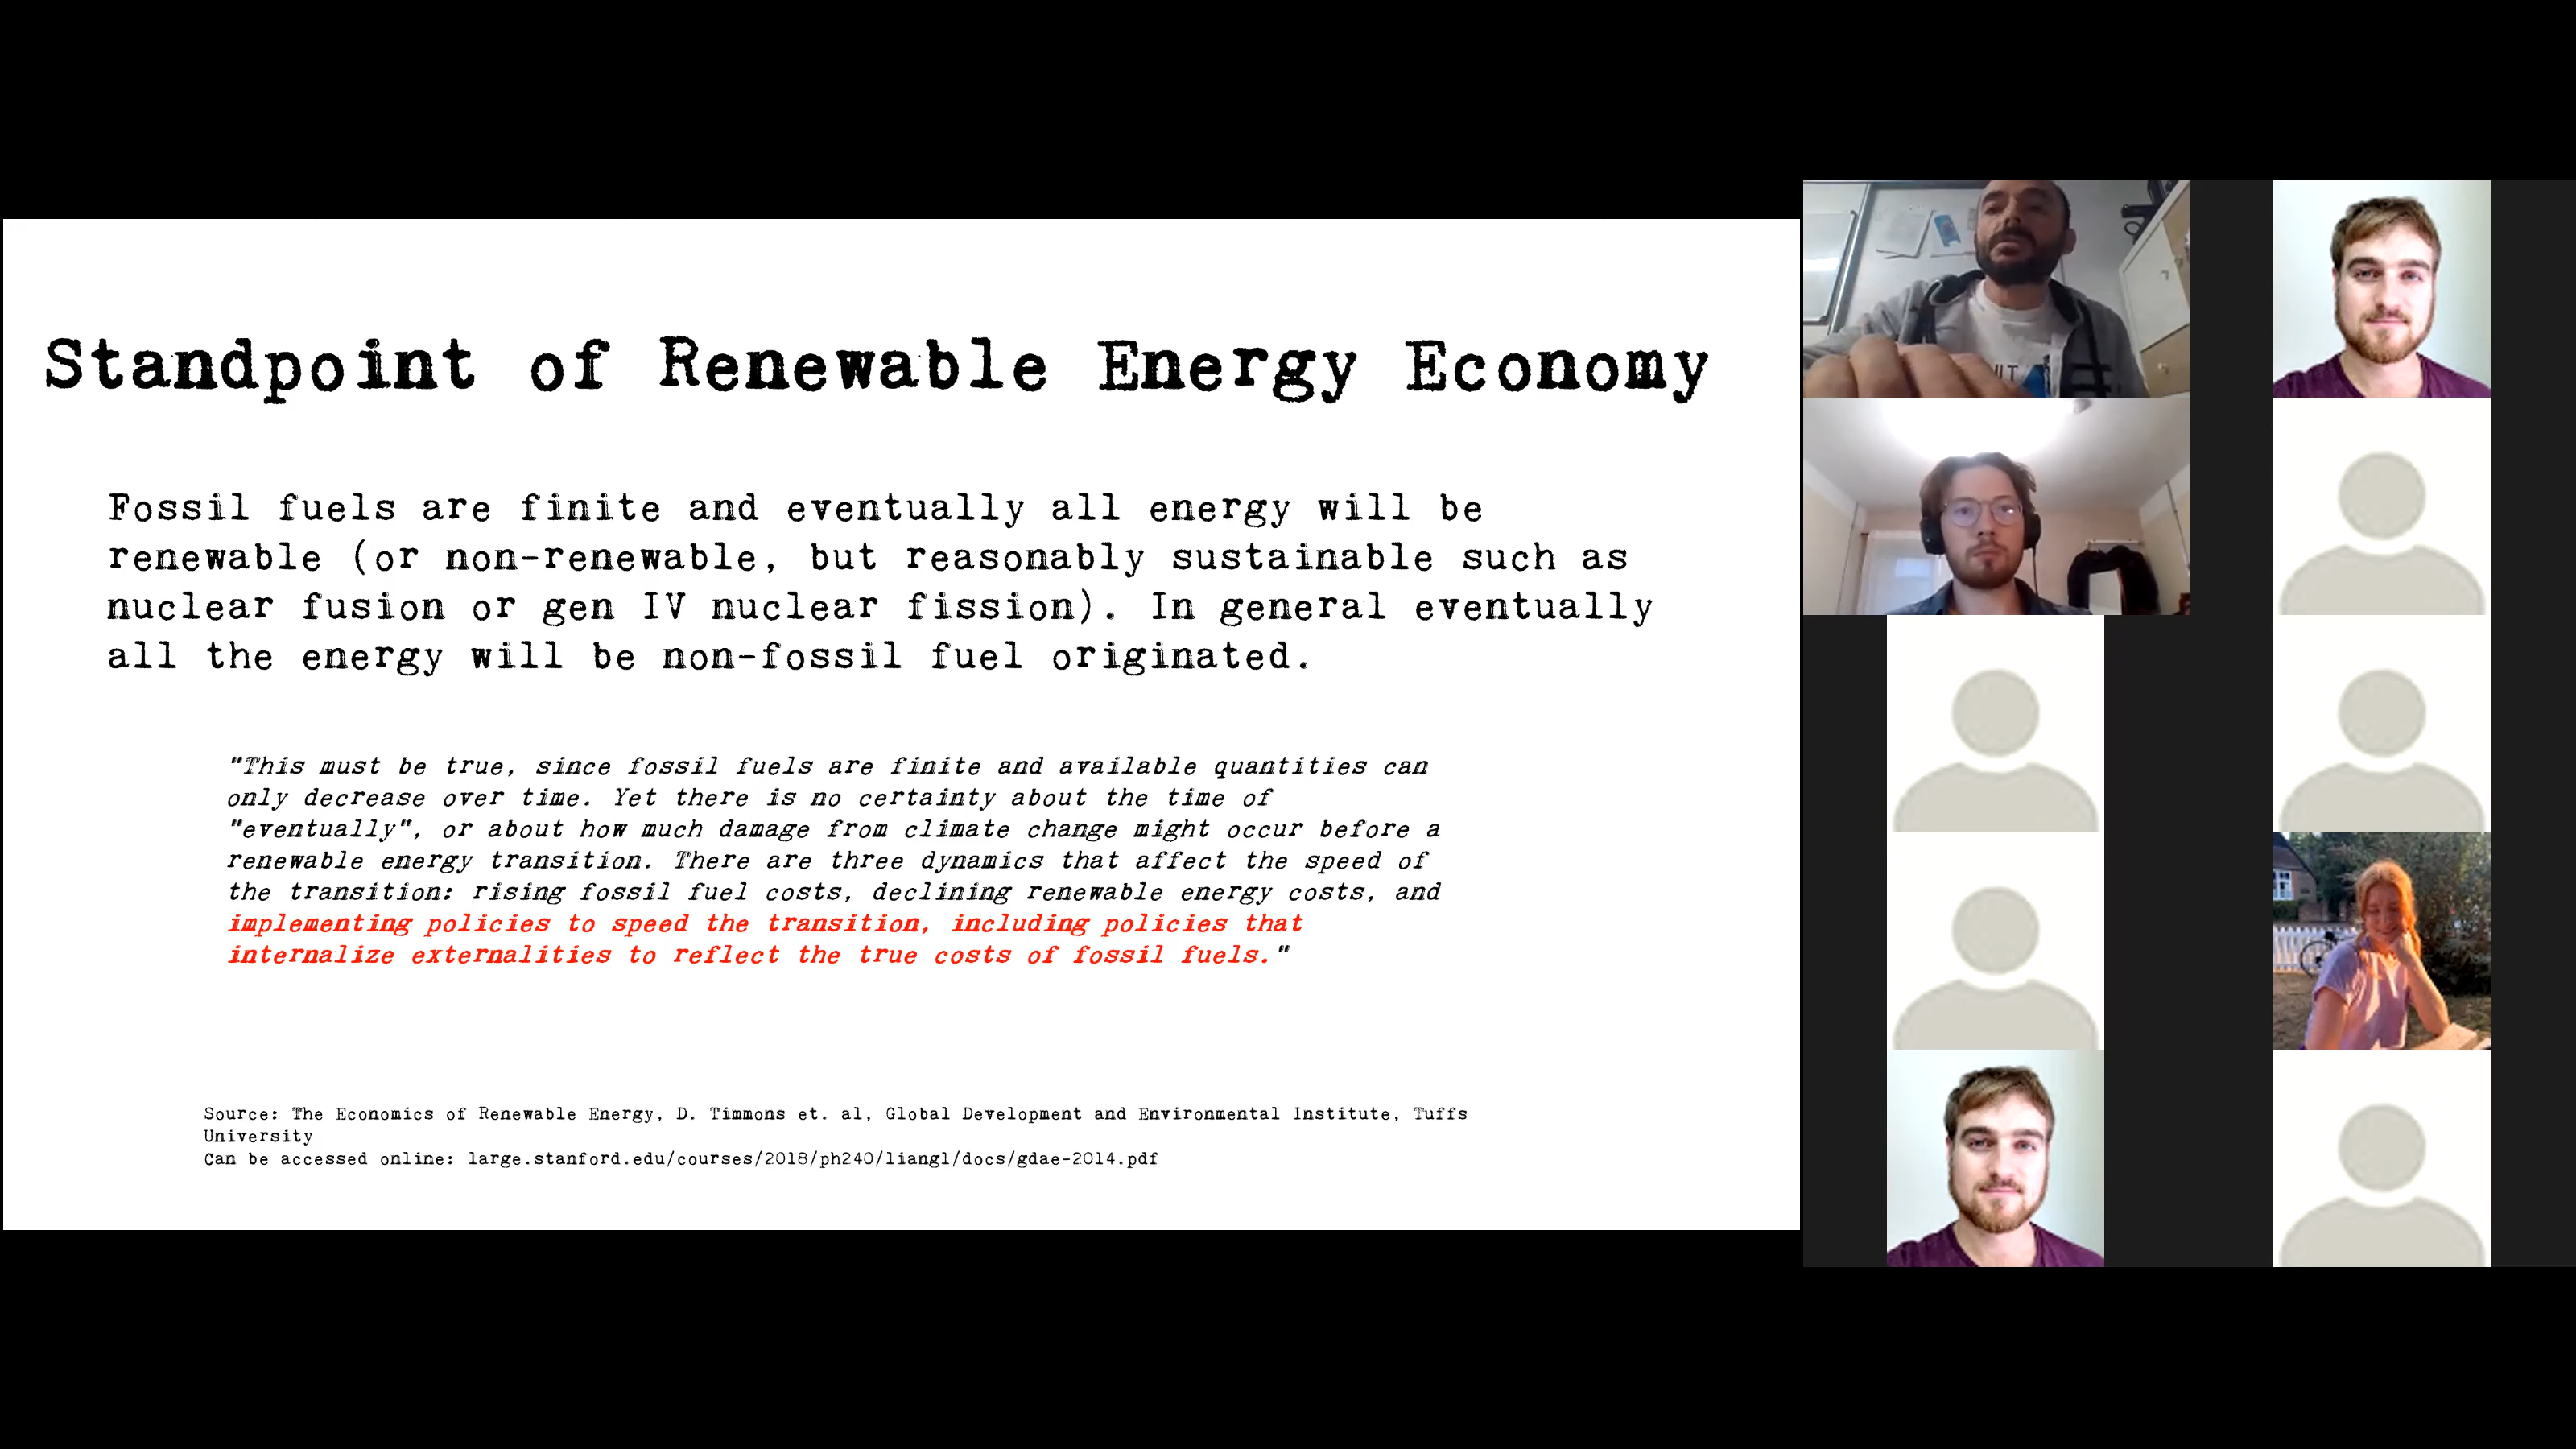 Standpoint of Renewable Energy Economy
Fossil fuels are finite and eventually all energy will be
renewable (or non-renewable, but reasonably sustainable such as
nuclear fusion or gen IV nuclear fission). In general eventually
all the energy will be non-fossil fuel originated.
"This must be true, since fossil fuels are finite and available quantities can
only decrease over time. Yet there is no certainty about the time of
"eventually", or about how much damage from climate change might occur before a
renewable energy transition. There are three dynamics that affect the speed of
the transition: rising fossil fuel costs, declining renewable energy costs, and
implementing policies to speed the transition, including policies that
internalize externalities to reflect the true costs of fossil fuels."
Source: The Economics of Renewable Energy, D. Timmons et. al, Global Development and Environmental Institute, Tuffs
University
Can be accessed online: large.stanford.edu/courses/2018/ph240/liang1/docs/gdae-2014.pdf